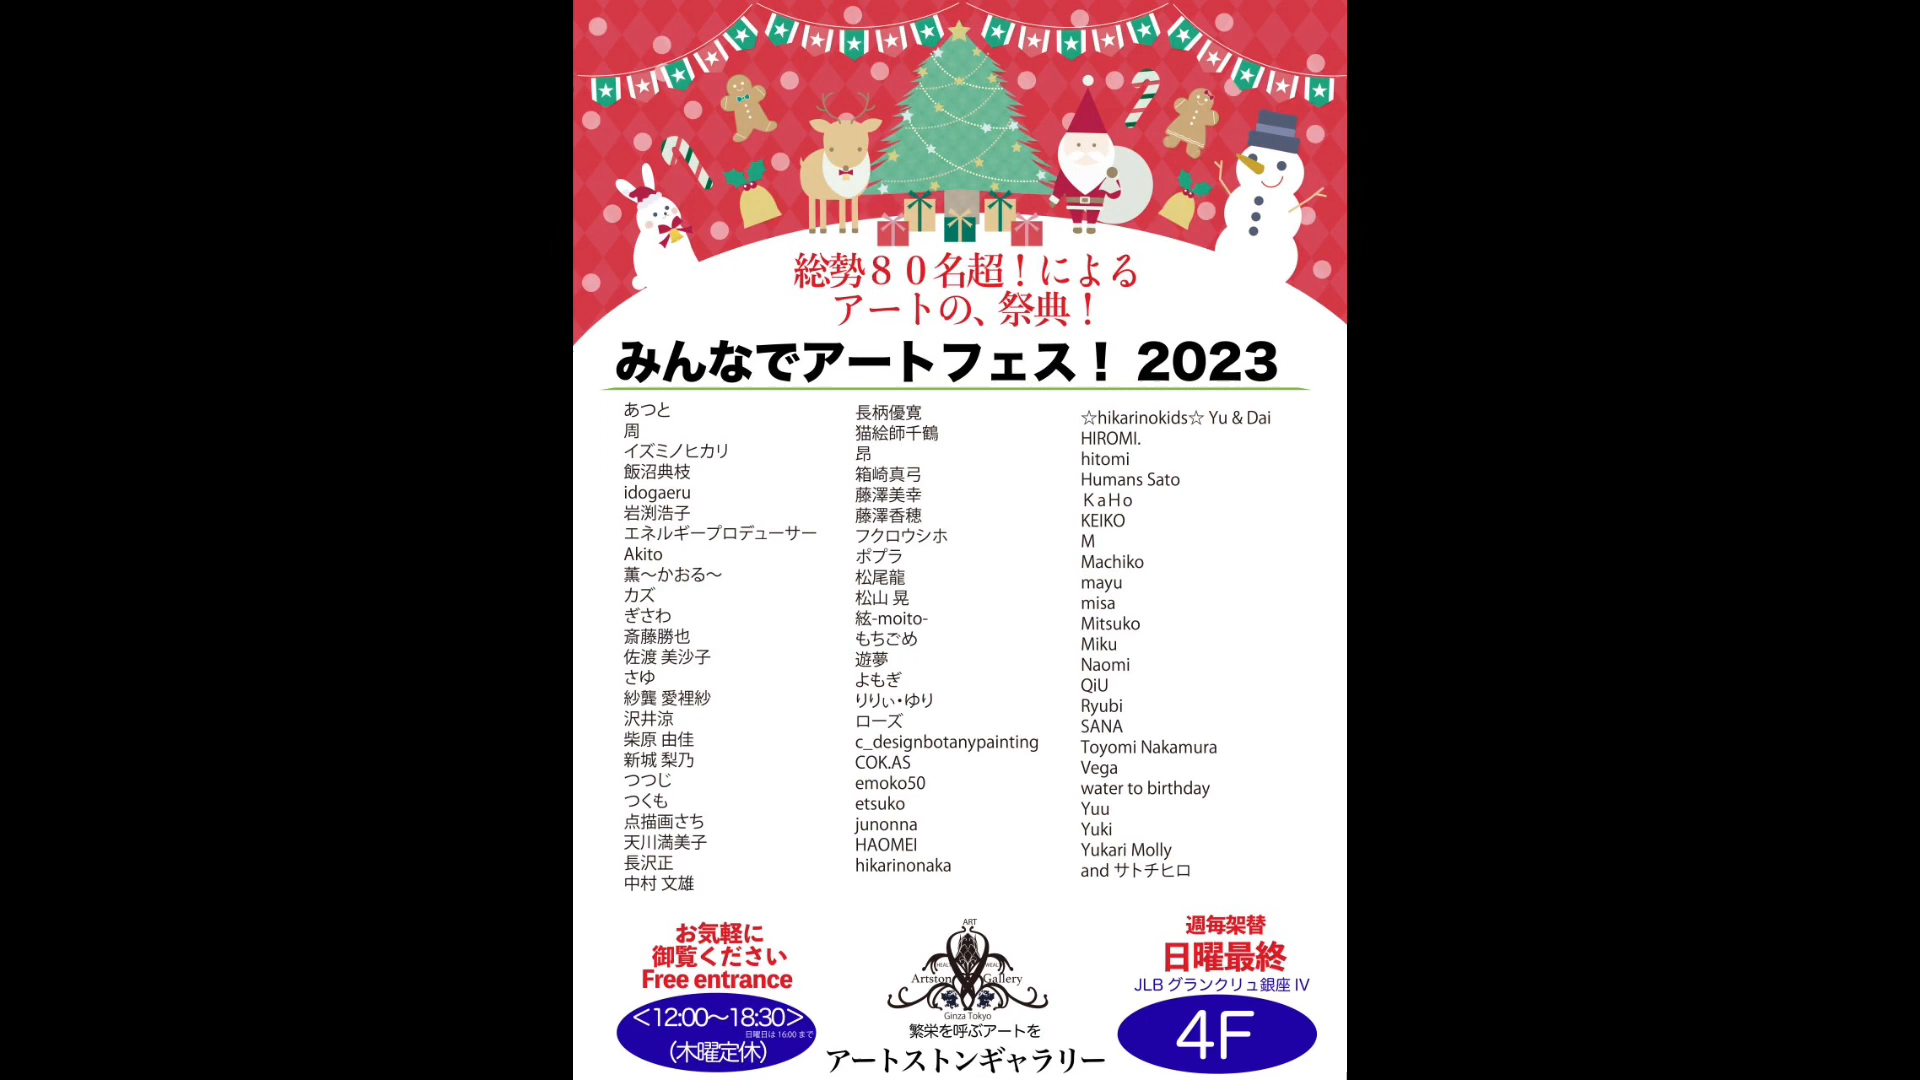 総勢８０名超！による
アートの、祭典！
みんなでアートフェス！ 2023
あつと
周
イズミノヒカリ
飯沼典枝
idogaeru
岩渕浩子
エネルギープロデューサー
Akito
薫～かおる～
カズ
ぎさわ
斎藤勝也
佐渡 美沙子
さゆ
紗龔 愛裡紗
沢井涼
柴原 由佳
新城 梨乃
つつじ
つくも
点描画さち
天川満美子
長沢正
中村 文雄
長柄優寛
猫絵師千鶴
昂
箱崎真弓
藤澤美幸
藤澤香穂
フクロウシホ
ポプラ
松尾龍
松山 晃
絃-moito-
もちごめ
遊夢
よもぎ
りりぃ・ゆり
ローズ
c_designbotanypainting
COK.AS
emoko50
etsuko
junonna
HAOMEI
hikarinonaka
☆hikarinokids☆ Yu & Dai
HIROMI.
hitomi
Humans Sato
ＫaＨo
KEIKO
M
Machiko
mayu
misa
Mitsuko
Miku
Naomi
QiU
Ryubi
SANA
Toyomi Nakamura
Vega
water to birthday
Yuu
Yuki
Yukari Molly
and サトチヒロ
お気軽に
御覧ください
Free entrance
＜12:00～18:30＞
日曜日は 16:00 まで
（木曜定休）
ART
Artston Gallery
Ginza Tokyo
繁栄を呼ぶアートを
アートストンギャラリー
週毎架替
日曜最終
JLB グランクリュ銀座 IV
4F